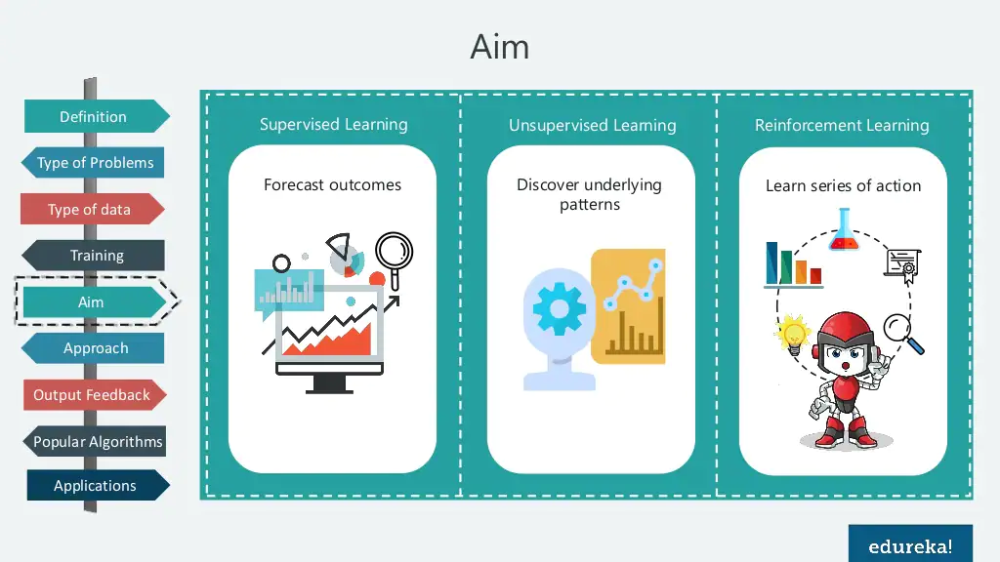 Aim
Definition
Type of Problems
Type of data
Training
Aim
Approach
Output Feedback
Popular Algorithms
Applications
Supervised Learning
Forecast outcomes
Unsupervised Learning
Discover underlying
patterns
Reinforcement Learning
Learn series of action
edureka!